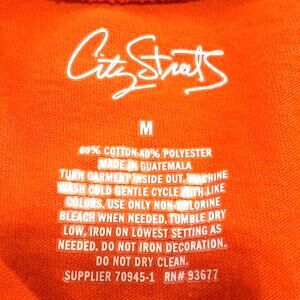 City Streets
M
60% COTTON 40% POLYESTER
MADE IN GUATEMALA
TURN GARMENT INSIDE OUT. MACHINE
WASH COLD GENTLE CYCLE WITH LIKE
COLORS. USE ONLY NON-CHLORINE
BLEACH WHEN NEEDED. TUMBLE DRY
LOW, IRON ON LOWEST SETTING AS
NEEDED. DO NOT IRON DECORATION.
DO NOT DRY CLEAN.
SUPPLIER 70945-1 RN# 93677